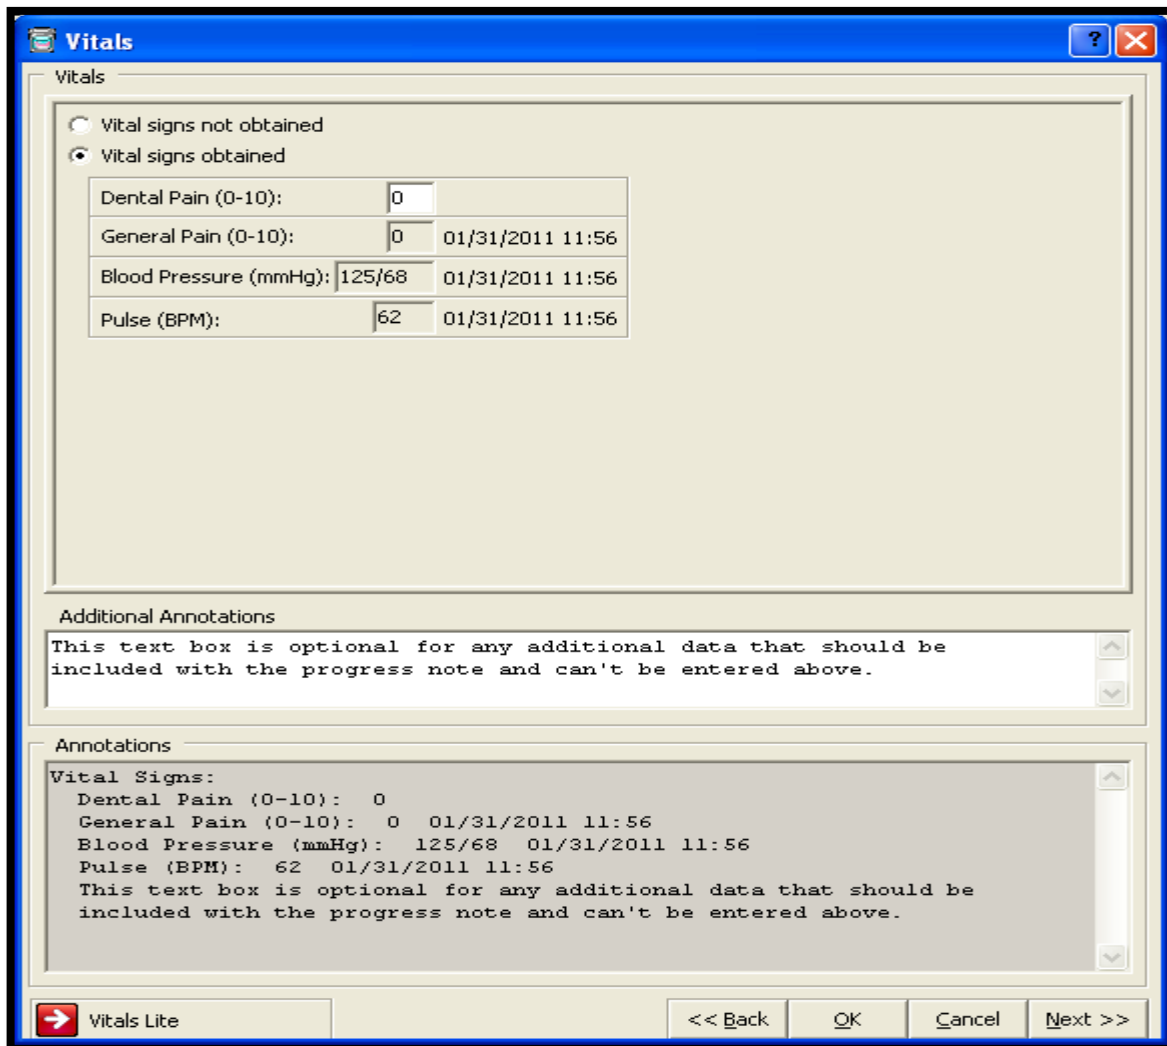 Vitals
Vitals
Vital signs not obtained
Vital signs obtained
Dental Pain (0-10): 0
General Pain (0-10): 0 01/31/2011 11:56
Blood Pressure (mmHg): 125/68 01/31/2011 11:56
Pulse (BPM): 62 01/31/2011 11:56
Additional Annotations
This text box is optional for any additional data that should be
included with the progress note and can't be entered above.
Annotations
Vital Signs:
Dental Pain (0-10): 0
General Pain (0-10): 0 01/31/2011 11:56
Blood Pressure (mmHg): 125/68 01/31/2011 11:56
Pulse (BPM): 62 01/31/2011 11:56
This text box is optional for any additional data that should be
included with the progress note and can't be entered above.
Vitals Lite << Back OK Cancel Next >>